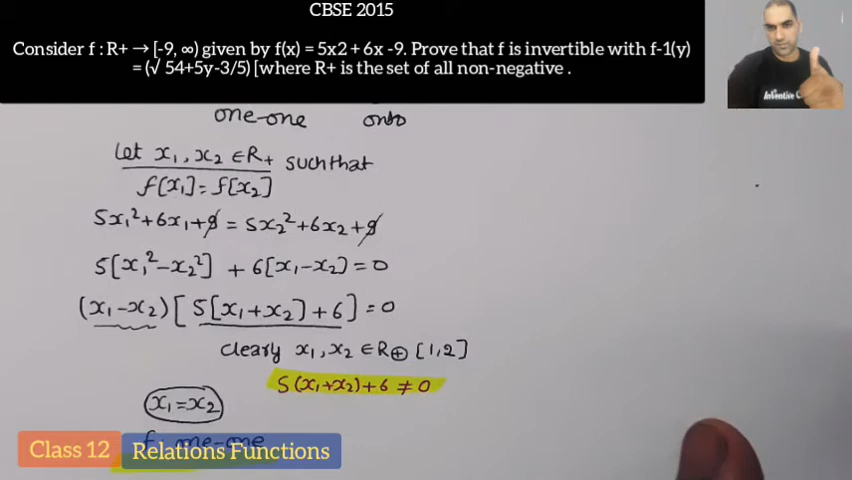 CBSE 2015
Consider f : R+ → [-9, ∞) given by f(x) = 5x2 + 6x -9. Prove that f is invertible with f-1(y)
= (√ 54+5y-3/5) [where R+ is the set of all non-negative .
Inventive
one-one onto
let x₁, x₂ ∈ R₊ such that
f[x₁] = f[x₂]
5x₁² + 6x₁ + 9 = 5x₂² + 6x₂ + 9
5[x₁² - x₂²] + 6[x₁ - x₂] = 0
(x₁ - x₂) [ 5[x₁ + x₂] + 6] = 0
clearly x₁, x₂ ∈ R⊕ [1,2]
5(x₁+x₂)+6 ≠ 0
x₁ = x₂
f: one-one
Class 12 Relations Functions